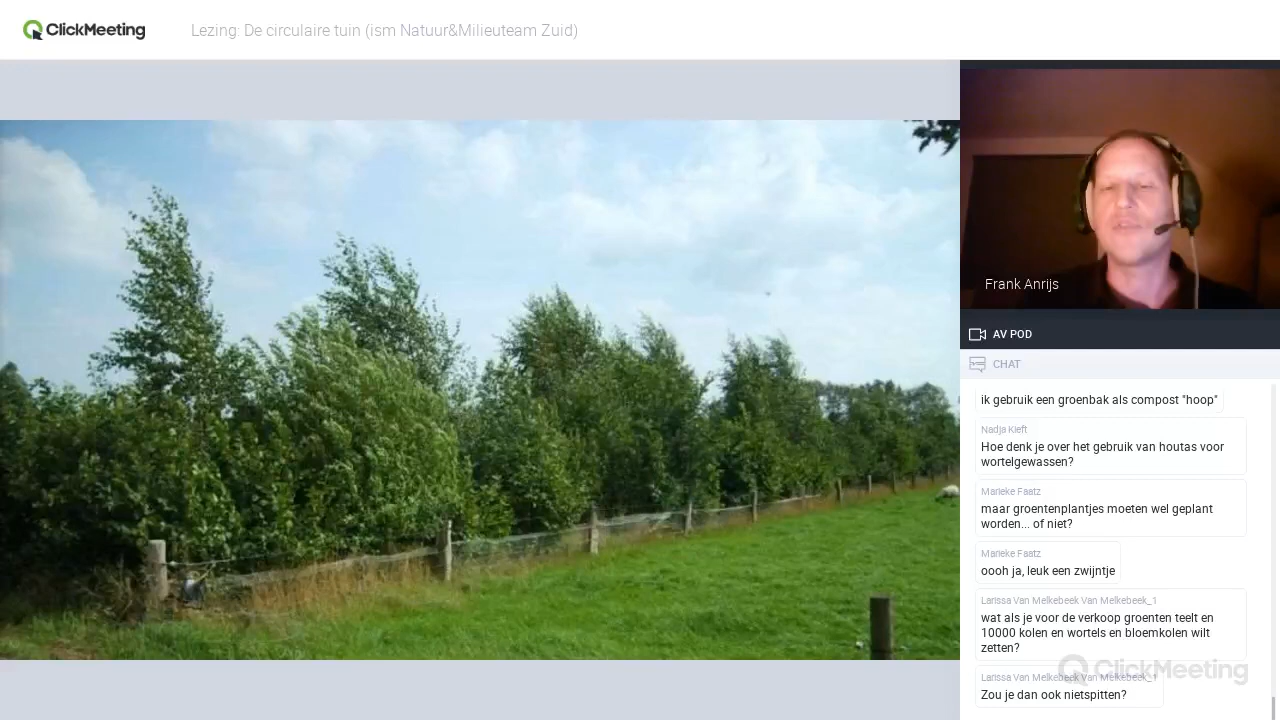 ClickMeeting
Lezing: De circulaire tuin (ism Natuur&Milieuteam Zuid)
Frank Anrijs
AV POD
CHAT
ik gebruik een groenbak als compost "hoop"
Nadja Kieft
Hoe denk je over het gebruik van houtas voor
wortelgewassen?
Marieke Faatz
maar groentenplantjes moeten wel geplant
worden... of niet?
Marieke Faatz
oooh ja, leuk een zwijntje
Larissa Van Melkebeek Van Melkebeek_1
wat als je voor de verkoop groenten teelt en
10000 kolen en wortels en bloemkolen wilt
zetten?
Larissa Van Melkebeek Van Melkebeek_1
Zou je dan ook nietspitten?
ClickMeeting